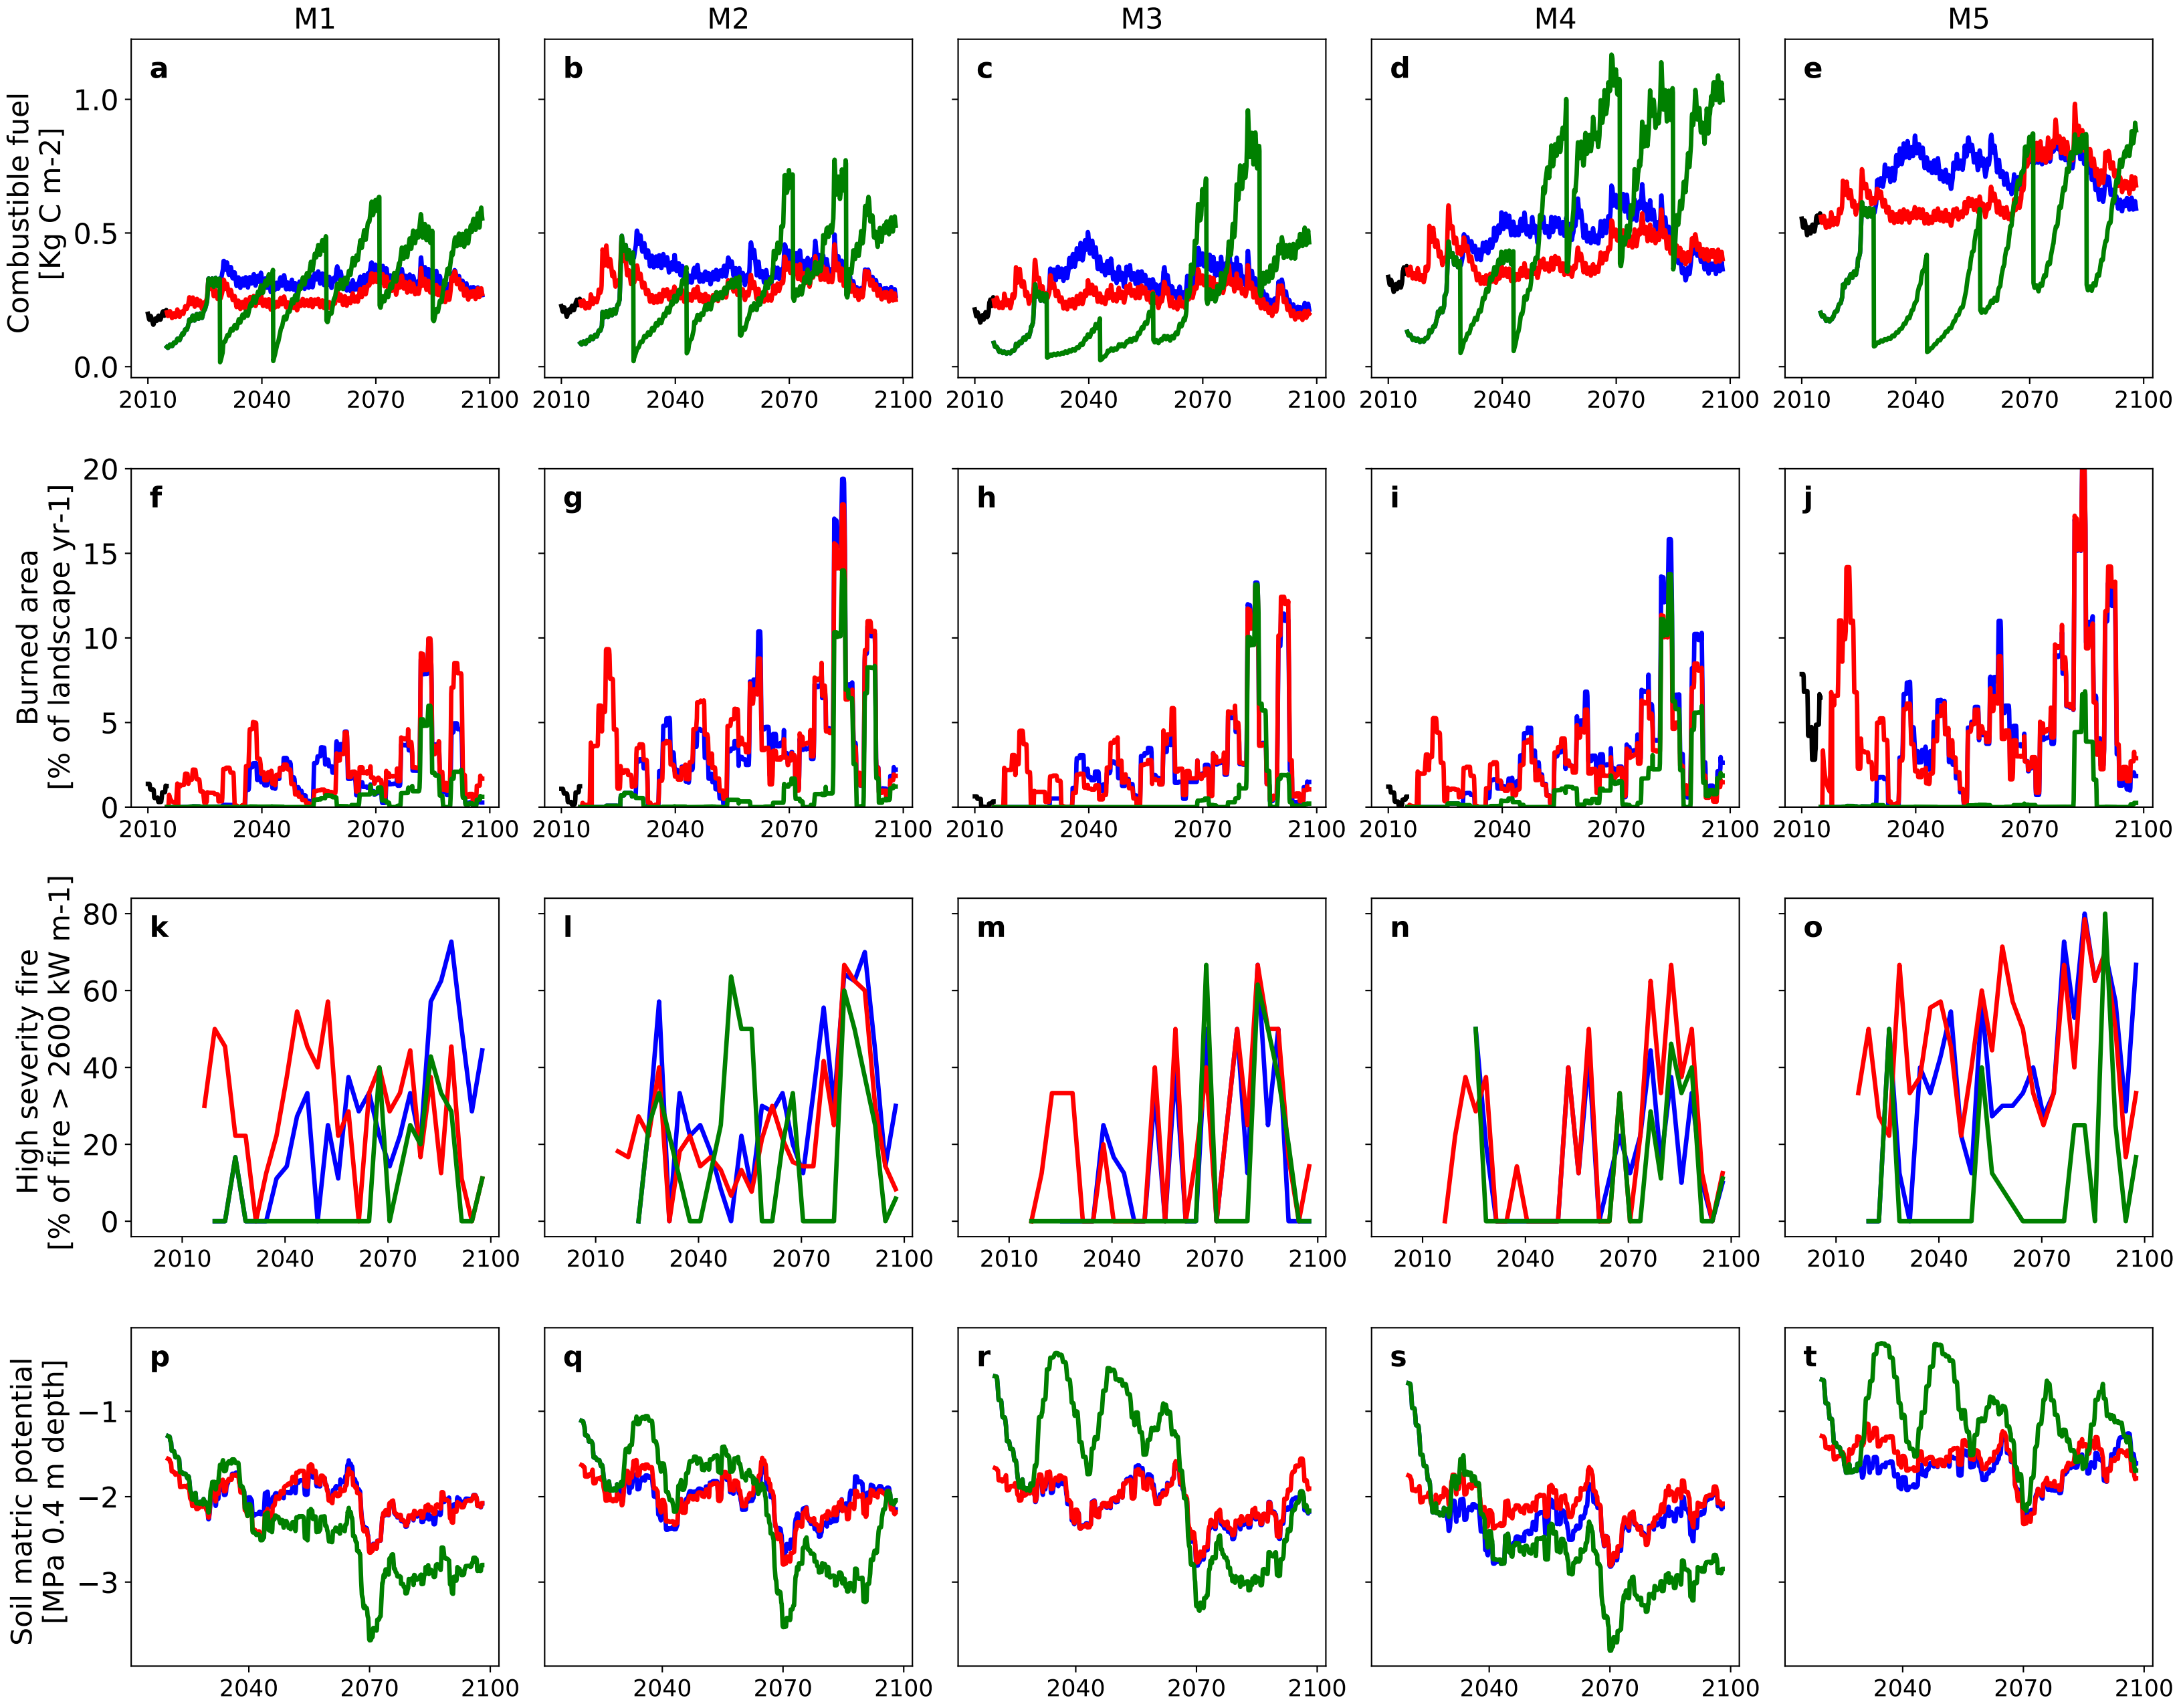 M1 M2 M3 M4 M5
Combustible fuel
[Kg C m-2]
1.0
0.5
0.0
a b c d e
2010 2040 2070 2100 2010 2040 2070 2100 2010 2040 2070 2100 2010 2040 2070 2100 2010 2040 2070 2100
Burned area
[% of landscape yr-1]
20
15
10
5
0
f g h i j
2010 2040 2070 2100 2010 2040 2070 2100 2010 2040 2070 2100 2010 2040 2070 2100 2010 2040 2070 2100
High severity fire
[% of fire > 2600 kW m-1]
80
60
40
20
0
k l m n o
2010 2040 2070 2100 2010 2040 2070 2100 2010 2040 2070 2100 2010 2040 2070 2100 2010 2040 2070 2100
Soil matric potential
[MPa 0.4 m depth]
−1
−2
−3
p q r s t
2040 2070 2100 2040 2070 2100 2040 2070 2100 2040 2070 2100 2040 2070 2100